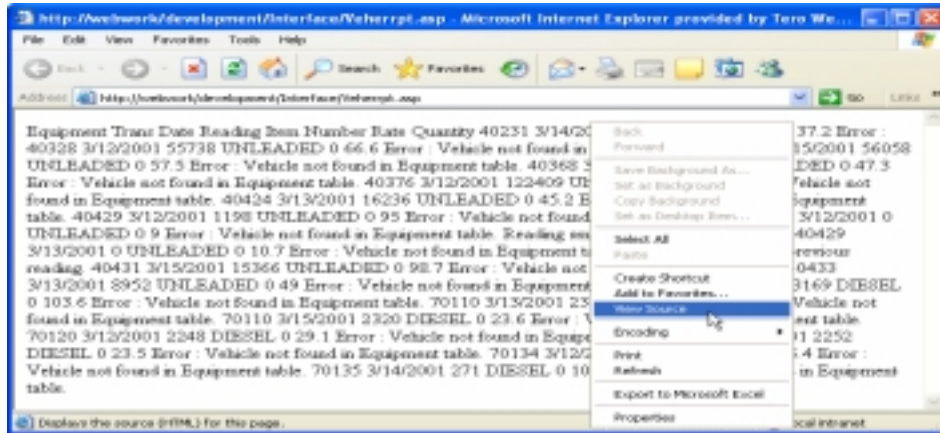 http://webwork/development/Interface/Veherrpt.asp - Microsoft Internet Explorer provided by Tero We...
File Edit View Favorites Tools Help
Back Search Favorites
Address http://webwork/development/Interface/Veherrpt.asp Go Links
Equipment Trans Date Reading Item Number Rate Quantity 40231 3/14/20 37.2 Error :
40328 3/12/2001 55738 UNLEADED 0 66.6 Error : Vehicle not found in 15/2001 56058
UNLEADED 0 57.5 Error : Vehicle not found in Equipment table. 40368 3 DED 0 47.3
Error : Vehicle not found in Equipment table. 40376 3/12/2001 122409 UN Vehicle not
found in Equipment table. 40424 3/13/2001 16236 UNLEADED 0 45.2 E Equipment
table. 40429 3/12/2001 1198 UNLEADED 0 95 Error : Vehicle not found 3/12/2001 0
UNLEADED 0 9 Error : Vehicle not found in Equipment table. Reading 40429
3/13/2001 0 UNLEADED 0 10.7 Error : Vehicle not found in Equipment t revious
reading. 40431 3/15/2001 15366 UNLEADED 0 98.7 Error : Vehicle not 0433
3/13/2001 8952 UNLEADED 0 49 Error : Vehicle not found in Equipment 3169 DIESEL
0 103.6 Error : Vehicle not found in Equipment table. 70110 3/13/2001 23 Vehicle not
found in Equipment table. 70110 3/15/2001 2320 DIESEL 0 23.6 Error : V ent table.
70120 3/12/2001 2248 DIESEL 0 29.1 Error : Vehicle not found in Equipe 1 2252
DIESEL 0 23.5 Error : Vehicle not found in Equipment table. 70134 3/12/2 .4 Error :
Vehicle not found in Equipment table. 70135 3/14/2001 271 DIESEL 0 10 in Equipment
table.
Back
Forward
Save Background As...
Set as Background
Copy Background
Set as Desktop Item...
Select All
Paste
Create Shortcut
Add to Favorites...
View Source
Encoding
Print
Refresh
Export to Microsoft Excel
Properties
Displays the source (HTML) for this page. ocal intranet